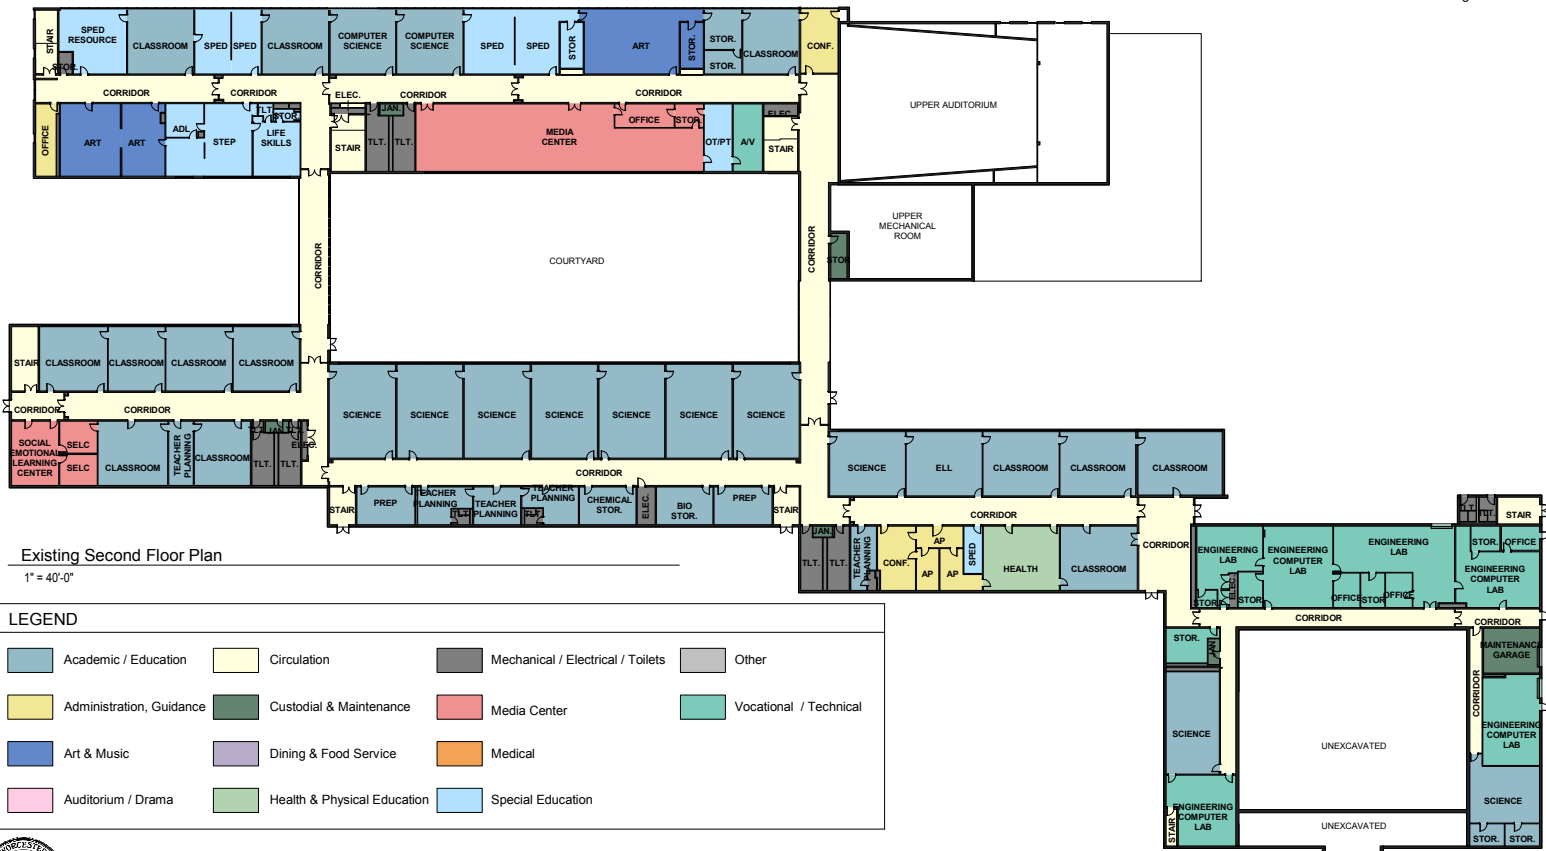 STAIR
SPED
RESOURCE
STOR.
CLASSROOM
SPED
SPED
CLASSROOM
COMPUTER
SCIENCE
COMPUTER
SCIENCE
SPED
SPED
STOR
ART
STOR.
STOR.
STOR.
CLASSROOM
CONF.
CORRIDOR
CORRIDOR
ELEC.
CORRIDOR
CORRIDOR
OFFICE
ART
ART
ADL
STEP
TLT
STOR.
LIFE
SKILLS
STAIR
JAN.
TLT.
TLT.
MEDIA
CENTER
OFFICE
STOR.
OT/PT
A/V
ELEC.
STAIR
UPPER AUDITORIUM
UPPER
MECHANICAL
ROOM
STOR
CORRIDOR
COURTYARD
CORRIDOR
STAIR
CLASSROOM
CLASSROOM
CLASSROOM
CLASSROOM
CORRIDOR
CORRIDOR
SOCIAL
EMOTIONAL
LEARNING
CENTER
SELC
SELC
CLASSROOM
TEACHER
PLANNING
CLASSROOM
JAN.
TLT.
TLT.
ELEC.
SCIENCE
SCIENCE
SCIENCE
SCIENCE
SCIENCE
SCIENCE
SCIENCE
CORRIDOR
STAIR
PREP
TEACHER
PLANNING
TLT.
TEACHER
PLANNING
TEACHER
PLANNING
TLT.
CHEMICAL
STOR.
ELEC.
BIO
STOR.
PREP
STAIR
SCIENCE
ELL
CLASSROOM
CLASSROOM
CLASSROOM
CORRIDOR
JAN.
TLT.
TLT.
TEACHER
PLANNING
CONF.
AP
AP
AP
SPED
HEALTH
CLASSROOM
CORRIDOR
TLT.
STAIR
ENGINEERING
LAB
ELEC.
STOR.
STOR.
ENGINEERING
COMPUTER
LAB
ENGINEERING
LAB
OFFICE
STOR
OFFICE
STOR.
OFFICE
ENGINEERING
COMPUTER
LAB
CORRIDOR
CORRIDOR
STOR.
JAN.
SCIENCE
ENGINEERING
COMPUTER
LAB
STAIR
UNEXCAVATED
UNEXCAVATED
CORRIDOR
MAINTENANCE
GARAGE
ENGINEERING
COMPUTER
LAB
SCIENCE
STOR.
STOR.
Existing Second Floor Plan
1" = 40'-0"
LEGEND
Academic / Education
Circulation
Mechanical / Electrical / Toilets
Other
Administration, Guidance
Custodial & Maintenance
Media Center
Vocational / Technical
Art & Music
Dining & Food Service
Medical
Auditorium / Drama
Health & Physical Education
Special Education